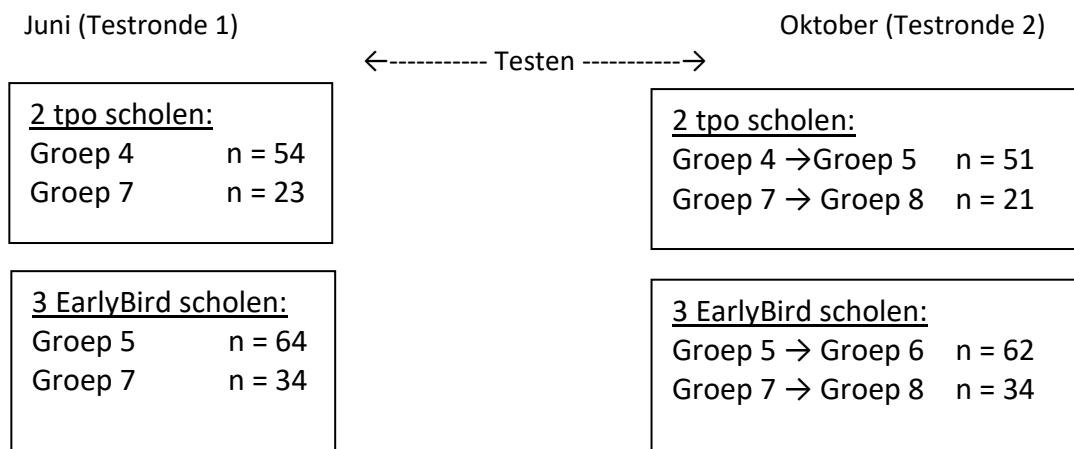 Juni (Testronde 1)
Oktober (Testronde 2)
←----------- Testen -----------→
2 tpo scholen:
Groep 4 n = 54
Groep 7 n = 23
2 tpo scholen:
Groep 4 →Groep 5 n = 51
Groep 7 → Groep 8 n = 21
3 EarlyBird scholen:
Groep 5 n = 64
Groep 7 n = 34
3 EarlyBird scholen:
Groep 5 → Groep 6 n = 62
Groep 7 → Groep 8 n = 34